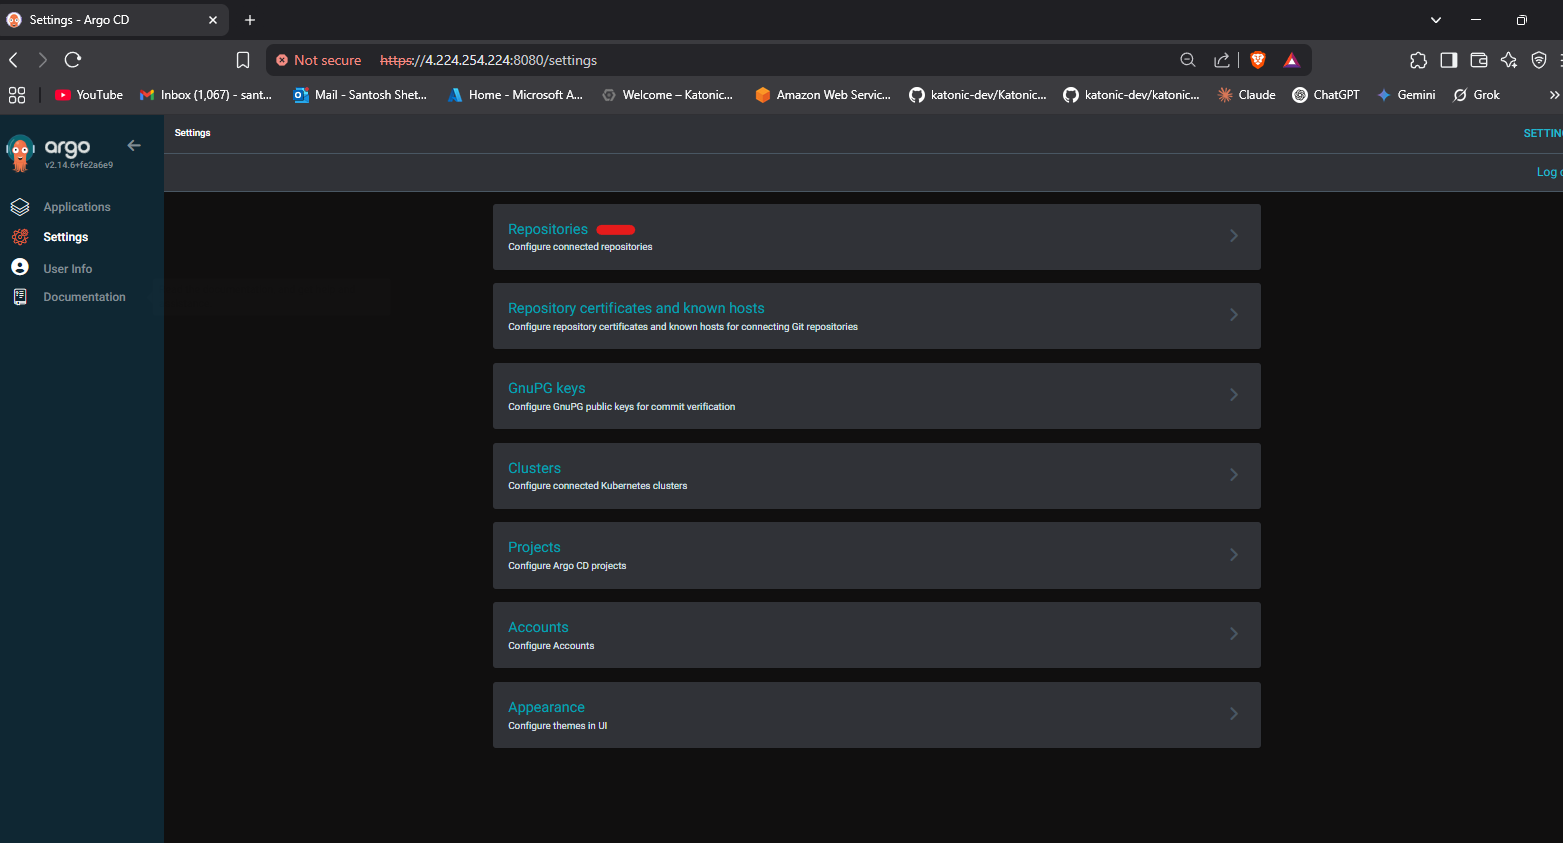 Settings - Argo CD
Not secure https://4.224.254.224:8080/settings
YouTube Inbox (1,067) - sant... Mail - Santosh Shet... Home - Microsoft A... Welcome – Katonic... Amazon Web Servic... katonic-dev/Katonic... katonic-dev/katonic... Claude ChatGPT Gemini Grok
argo
v2.14.6+fe2a6e9
Applications
Settings
User Info
Documentation
Settings
SETTIN
Log
Repositories
Configure connected repositories
Repository certificates and known hosts
Configure repository certificates and known hosts for connecting Git repositories
GnuPG keys
Configure GnuPG public keys for commit verification
Clusters
Configure connected Kubernetes clusters
Projects
Configure Argo CD projects
Accounts
Configure Accounts
Appearance
Configure themes in UI